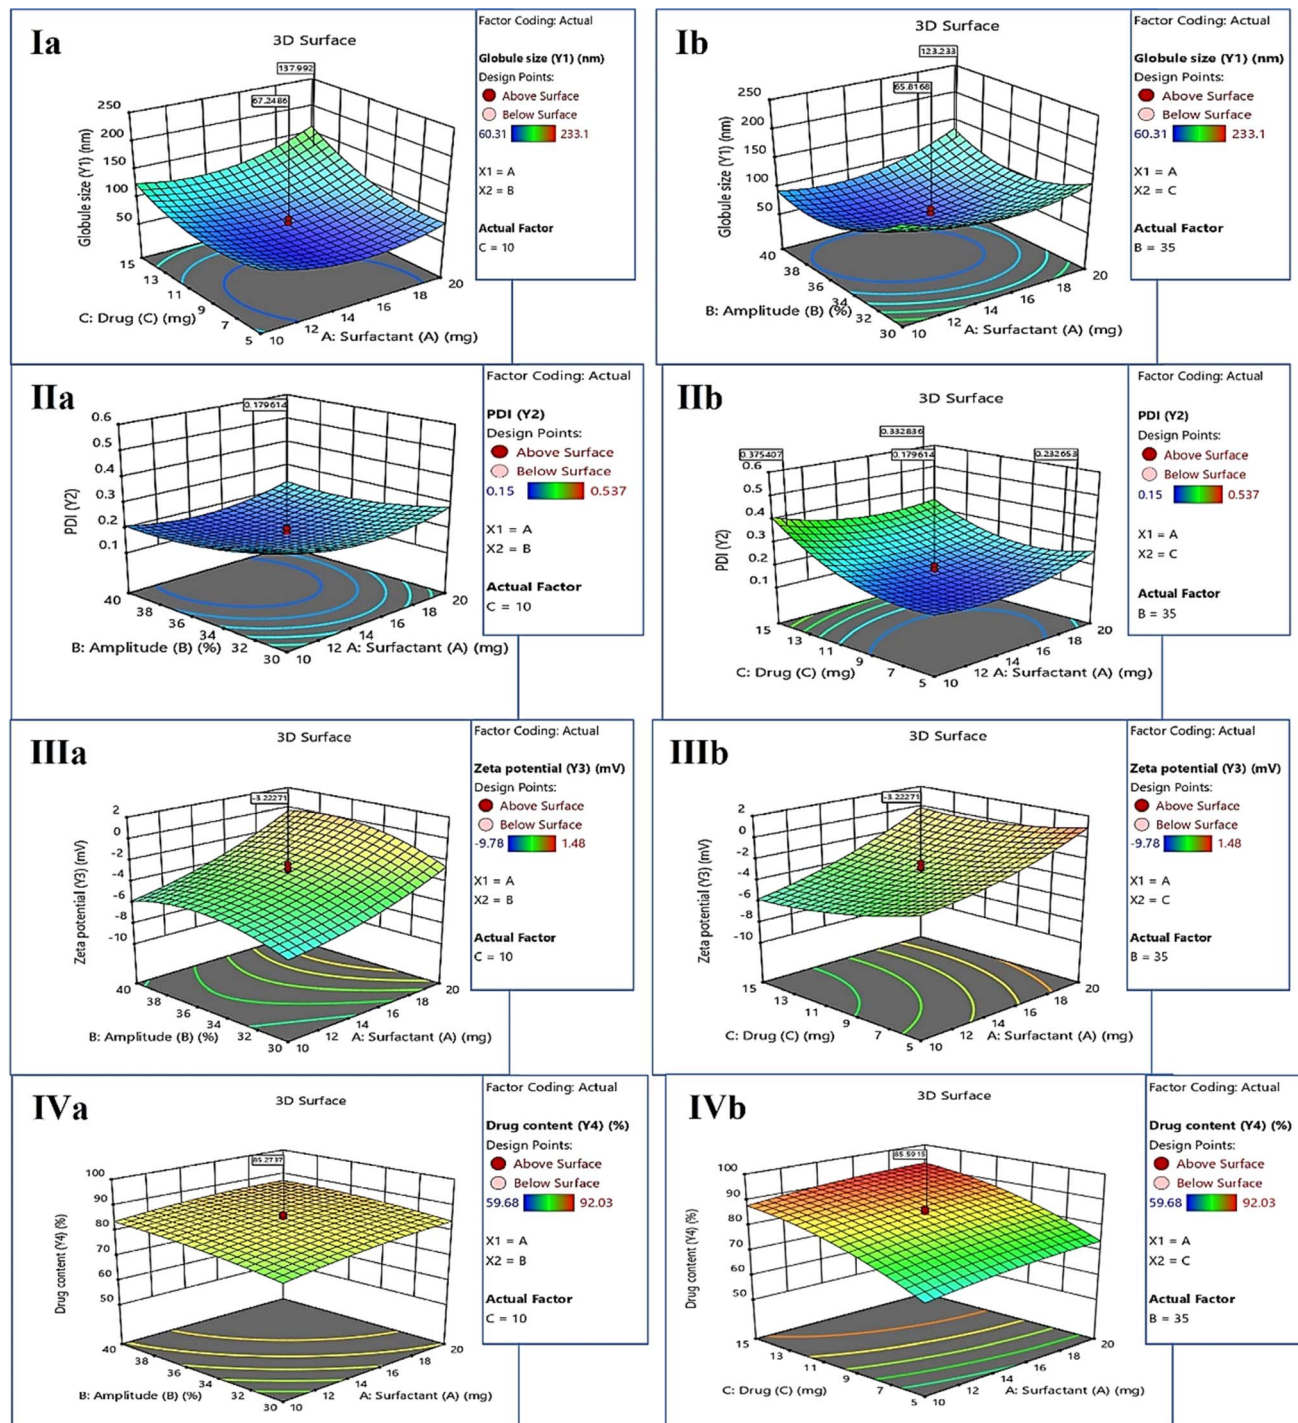 Ia
3D Surface
137.992
67.2486
250
200
150
100
50
Globule size (Y1) (nm)
15
13
11
9
7
5
C: Drug (C) (mg)
10
12
14
16
18
20
A: Surfactant (A) (mg)
Factor Coding: Actual
Globule size (Y1) (nm)
Design Points:
Above Surface
Below Surface
60.31 233.1
X1 = A
X2 = B
Actual Factor
C = 10
Ib
3D Surface
123.233
65.8168
250
200
150
100
50
Globule size (Y1) (nm)
40
38
36
34
32
30
B: Amplitude (B) (%)
10
12
14
16
18
20
A: Surfactant (A) (mg)
Factor Coding: Actual
Globule size (Y1) (nm)
Design Points:
Above Surface
Below Surface
60.31 233.1
X1 = A
X2 = C
Actual Factor
B = 35
IIa
0.179614
0.6
0.5
0.4
0.3
0.2
0.1
PDI (Y2)
40
38
36
34
32
30
B: Amplitude (B) (%)
10
12
14
16
18
20
A: Surfactant (A) (mg)
Factor Coding: Actual
PDI (Y2)
Design Points:
Above Surface
Below Surface
0.15 0.537
X1 = A
X2 = B
Actual Factor
C = 10
IIb
3D Surface
0.332836
0.375407
0.179614
0.232653
0.6
0.5
0.4
0.3
0.2
0.1
PDI (Y2)
15
13
11
9
7
5
C: Drug (C) (mg)
10
12
14
16
18
20
A: Surfactant (A) (mg)
Factor Coding: Actual
PDI (Y2)
Design Points:
Above Surface
Below Surface
0.15 0.537
X1 = A
X2 = C
Actual Factor
B = 35
IIIa
3D Surface
-3.22271
2
0
-2
-4
-6
-8
-10
Zeta potential (Y3) (mV)
40
38
36
34
32
30
B: Amplitude (B) (%)
10
12
14
16
18
20
A: Surfactant (A) (mg)
Factor Coding: Actual
Zeta potential (Y3) (mV)
Design Points:
Above Surface
Below Surface
-9.78 1.48
X1 = A
X2 = B
Actual Factor
C = 10
IIIb
3D Surface
-3.22271
2
0
-2
-4
-6
-8
-10
Zeta potential (Y3) (mV)
15
13
11
9
7
5
C: Drug (C) (mg)
10
12
14
16
18
20
A: Surfactant (A) (mg)
Factor Coding: Actual
Zeta potential (Y3) (mV)
Design Points:
Above Surface
Below Surface
-9.78 1.48
X1 = A
X2 = C
Actual Factor
B = 35
IVa
3D Surface
85.2737
100
90
80
70
60
50
Drug content (Y4) (%)
40
38
36
34
32
30
B: Amplitude (B) (%)
10
12
14
16
18
20
A: Surfactant (A) (mg)
Factor Coding: Actual
Drug content (Y4) (%)
Design Points:
Above Surface
Below Surface
59.68 92.03
X1 = A
X2 = B
Actual Factor
C = 10
IVb
3D Surface
85.5915
100
90
80
70
60
50
Drug content (Y4) (%)
15
13
11
9
7
5
C: Drug (C) (mg)
10
12
14
16
18
20
A: Surfactant (A) (mg)
Factor Coding: Actual
Drug content (Y4) (%)
Design Points:
Above Surface
Below Surface
59.68 92.03
X1 = A
X2 = C
Actual Factor
B = 35